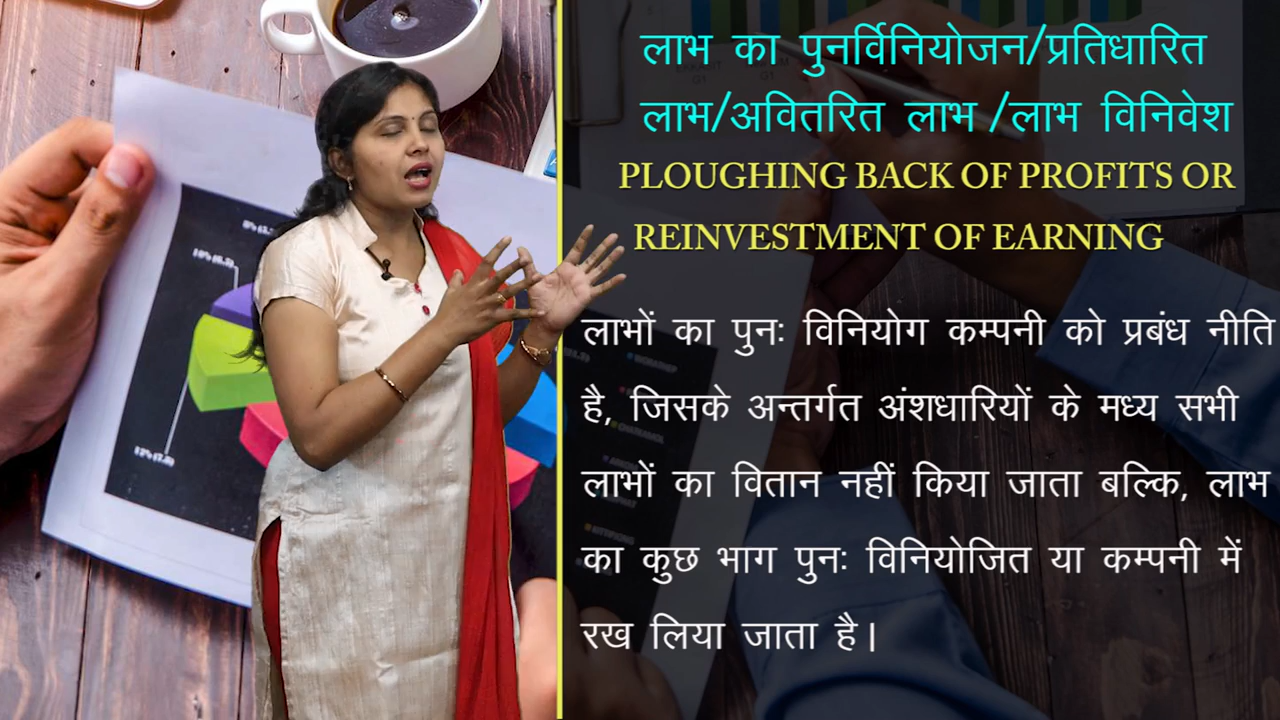 लाभ का पुनर्विनियोजन/प्रतिधारित
लाभ/अवितरित लाभ /लाभ विनिवेश
PLOUGHING BACK OF PROFITS OR
REINVESTMENT OF EARNING
लाभों का पुनः विनियोग कम्पनी को प्रबंध नीति
है, जिसके अन्तर्गत अंशधारियों के मध्य सभी
लाभों का वितान नहीं किया जाता बल्कि, लाभ
का कुछ भाग पुनः विनियोजित या कम्पनी में
रख लिया जाता है।